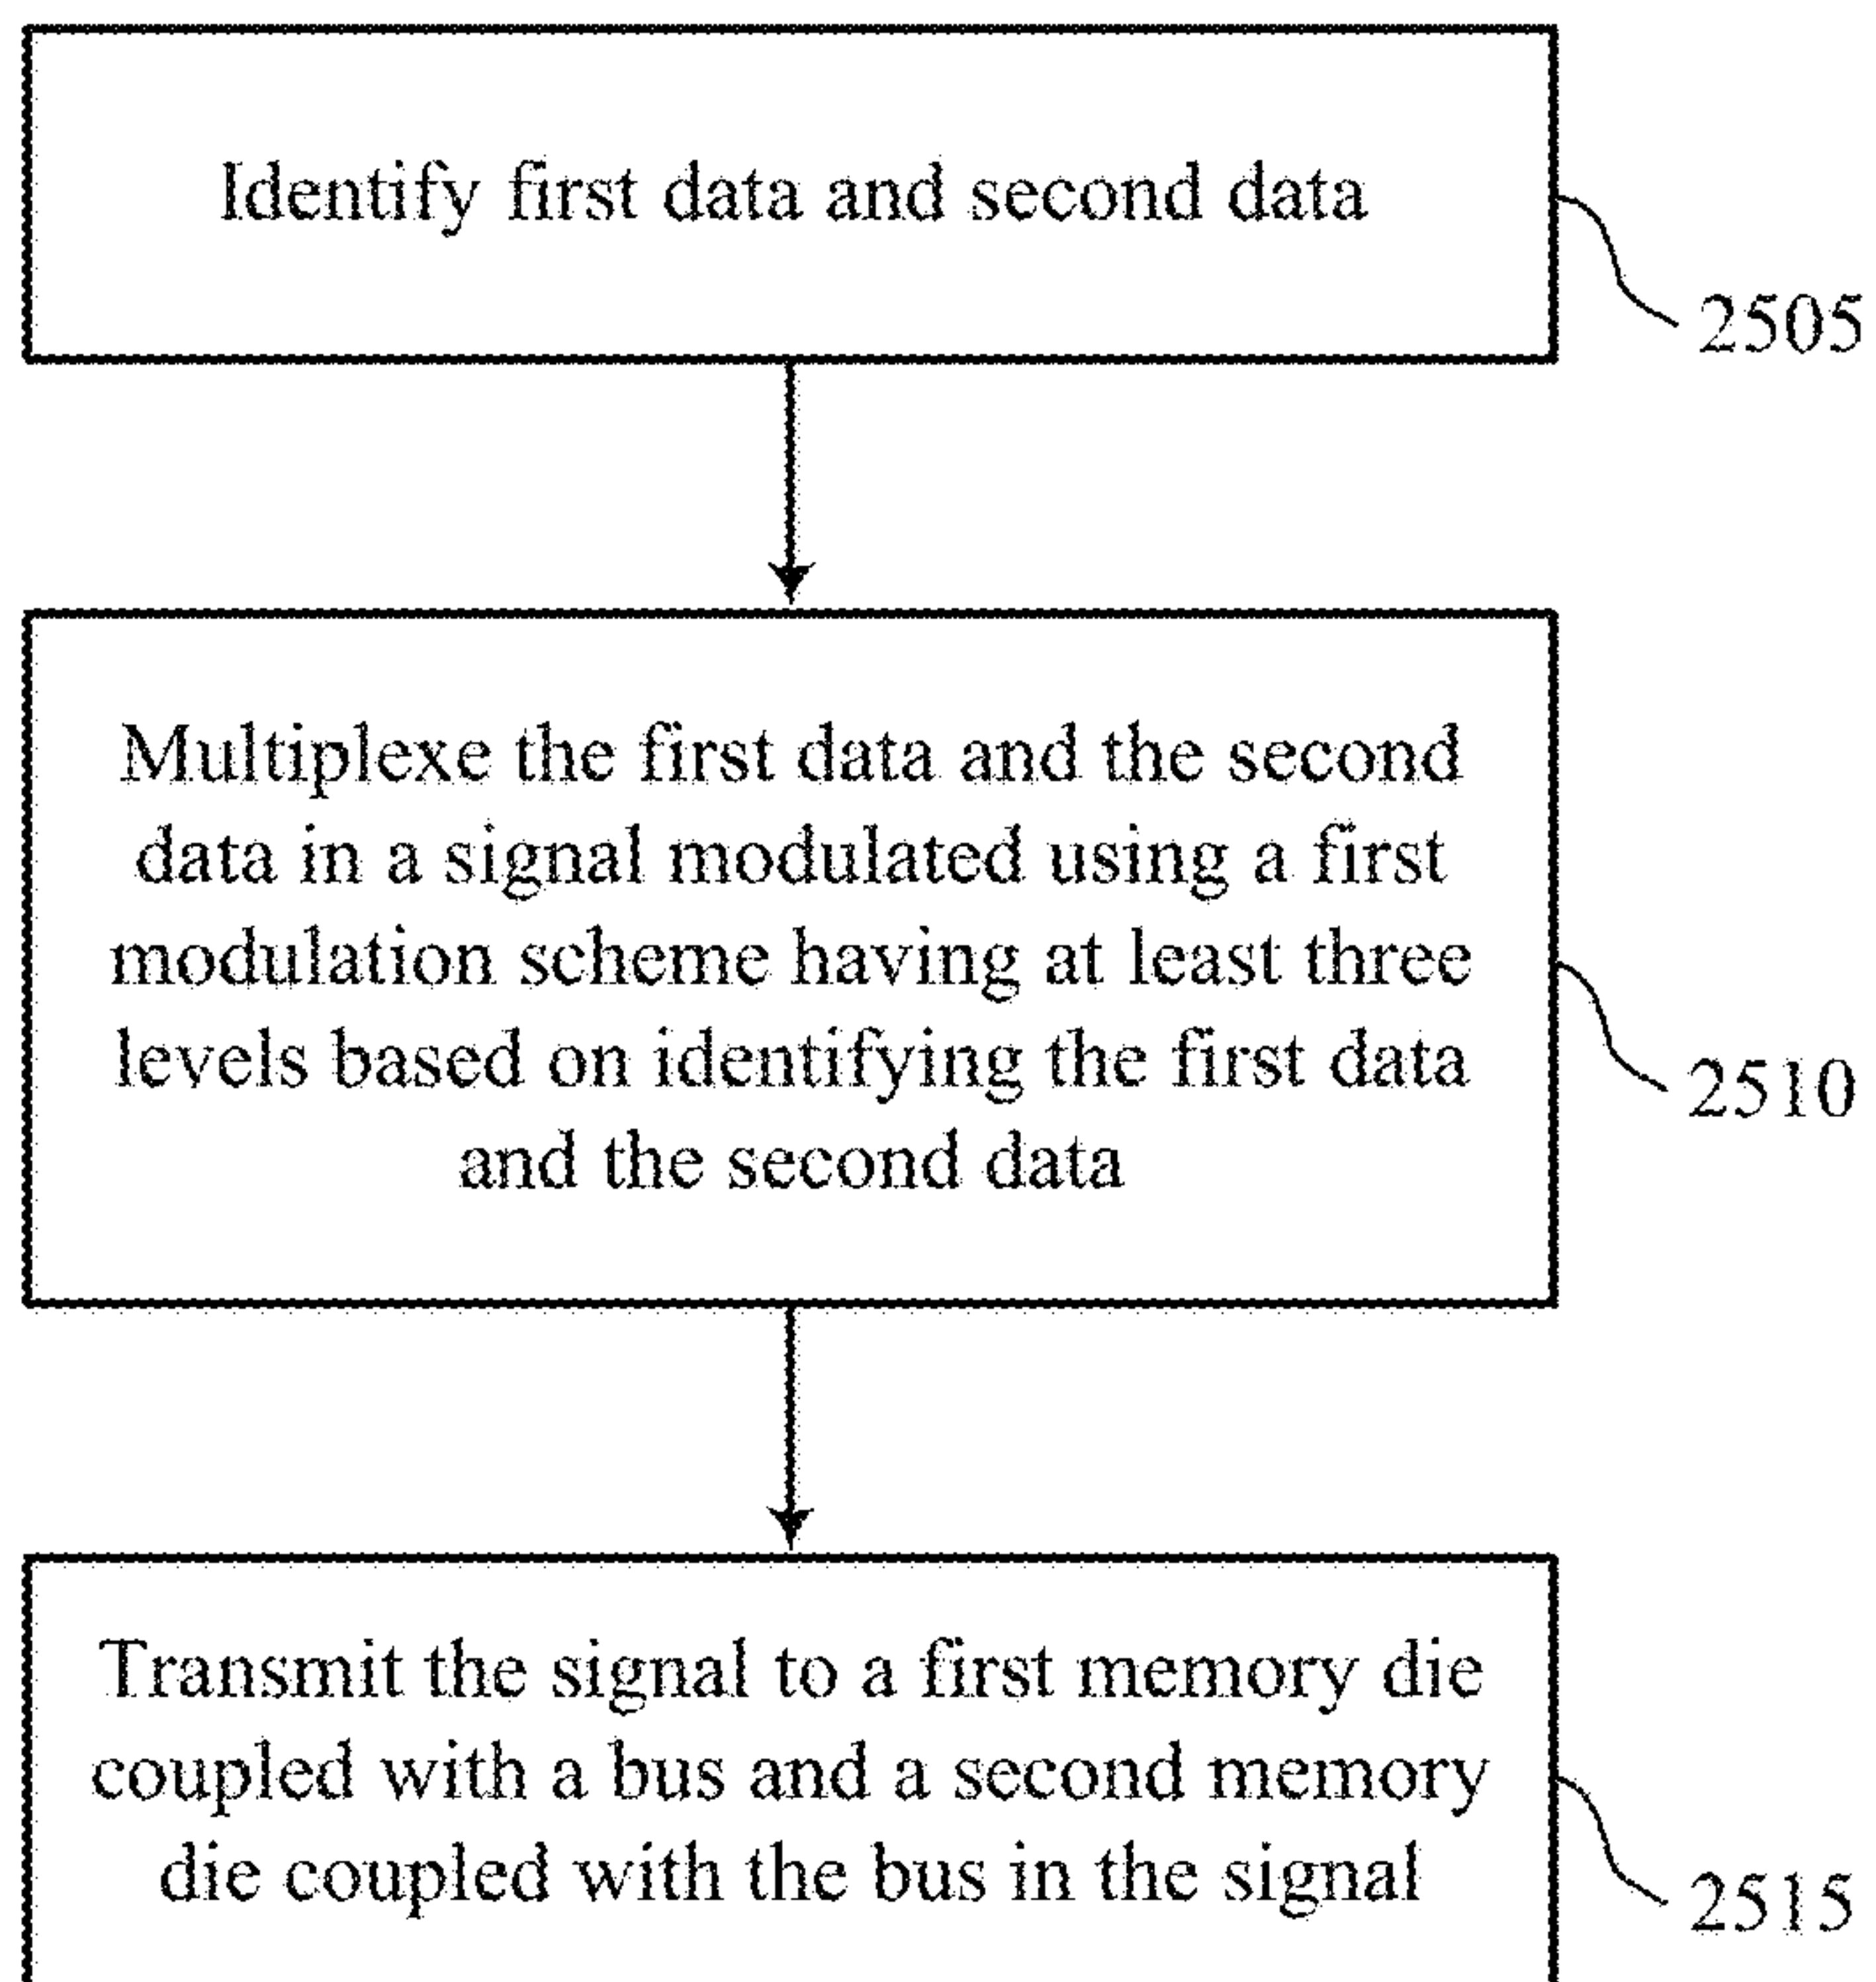 Identify first data and second data
2505
Multiplexe the first data and the second
data in a signal modulated using a first
modulation scheme having at least three
levels based on identifying the first data
and the second data
2510
Transmit the signal to a first memory die
coupled with a bus and a second memory
die coupled with the bus in the signal
2515